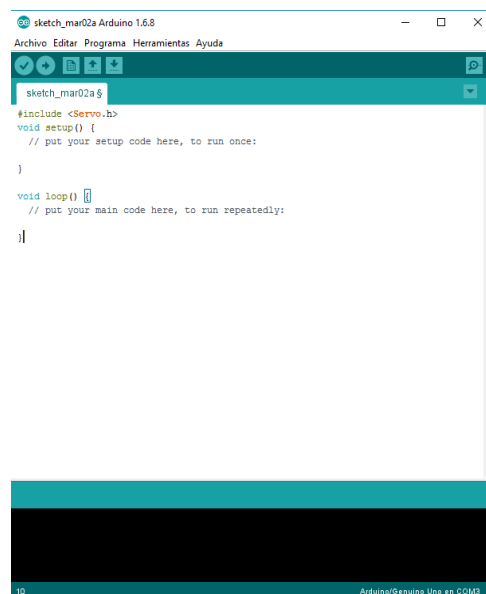 sketch_mar02a Arduino 1.6.8
Archivo Editar Programa Herramientas Ayuda
sketch_mar02a §
#include <Servo.h>
void setup() {
  // put your setup code here, to run once:
}
void loop() {
  // put your main code here, to run repeatedly:
}
10
Arduino/Genuino Uno en COM3